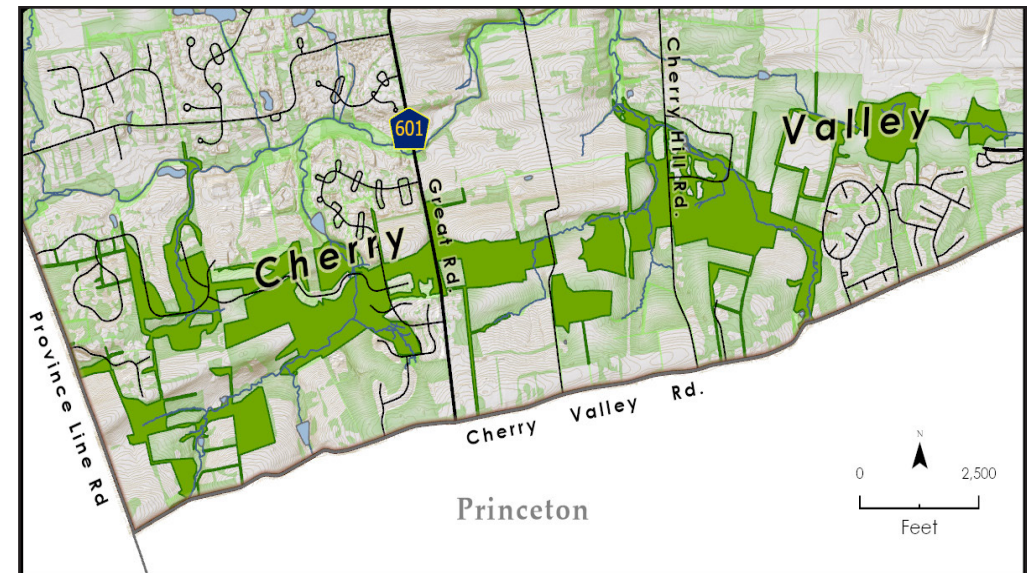 601
Cherry Hill Rd.
Valley
Great Rd.
Cherry
Province Line Rd
Cherry Valley Rd.
Princeton
N
0 2,500
Feet